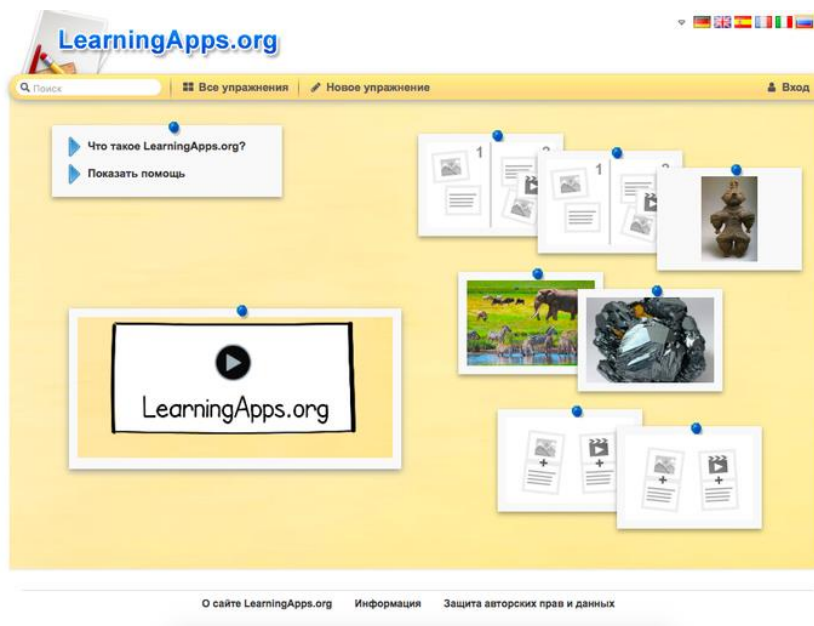 LearningApps.org
Поиск
Все упражнения
Новое упражнение
Вход
Что такое LearningApps.org?
Показать помощь
1
2
1
LearningApps.org
О сайте LearningApps.org Информация Защита авторских прав и данных